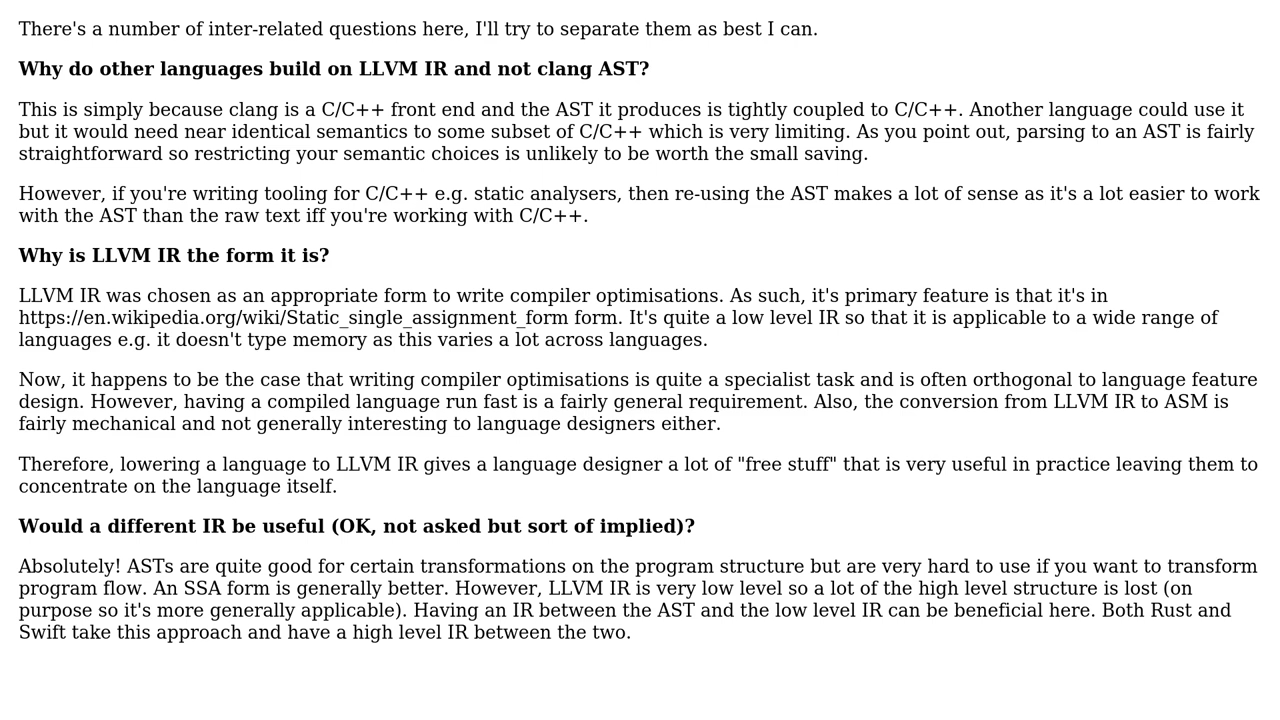 There's a number of inter-related questions here, I'll try to separate them as best I can.
Why do other languages build on LLVM IR and not clang AST?
This is simply because clang is a C/C++ front end and the AST it produces is tightly coupled to C/C++. Another language could use it
but it would need near identical semantics to some subset of C/C++ which is very limiting. As you point out, parsing to an AST is fairly
straightforward so restricting your semantic choices is unlikely to be worth the small saving.
However, if you're writing tooling for C/C++ e.g. static analysers, then re-using the AST makes a lot of sense as it's a lot easier to work
with the AST than the raw text iff you're working with C/C++.
Why is LLVM IR the form it is?
LLVM IR was chosen as an appropriate form to write compiler optimisations. As such, it's primary feature is that it's in
https://en.wikipedia.org/wiki/Static_single_assignment_form form. It's quite a low level IR so that it is applicable to a wide range of
languages e.g. it doesn't type memory as this varies a lot across languages.
Now, it happens to be the case that writing compiler optimisations is quite a specialist task and is often orthogonal to language feature
design. However, having a compiled language run fast is a fairly general requirement. Also, the conversion from LLVM IR to ASM is
fairly mechanical and not generally interesting to language designers either.
Therefore, lowering a language to LLVM IR gives a language designer a lot of "free stuff" that is very useful in practice leaving them to
concentrate on the language itself.
Would a different IR be useful (OK, not asked but sort of implied)?
Absolutely! ASTs are quite good for certain transformations on the program structure but are very hard to use if you want to transform
program flow. An SSA form is generally better. However, LLVM IR is very low level so a lot of the high level structure is lost (on
purpose so it's more generally applicable). Having an IR between the AST and the low level IR can be beneficial here. Both Rust and
Swift take this approach and have a high level IR between the two.